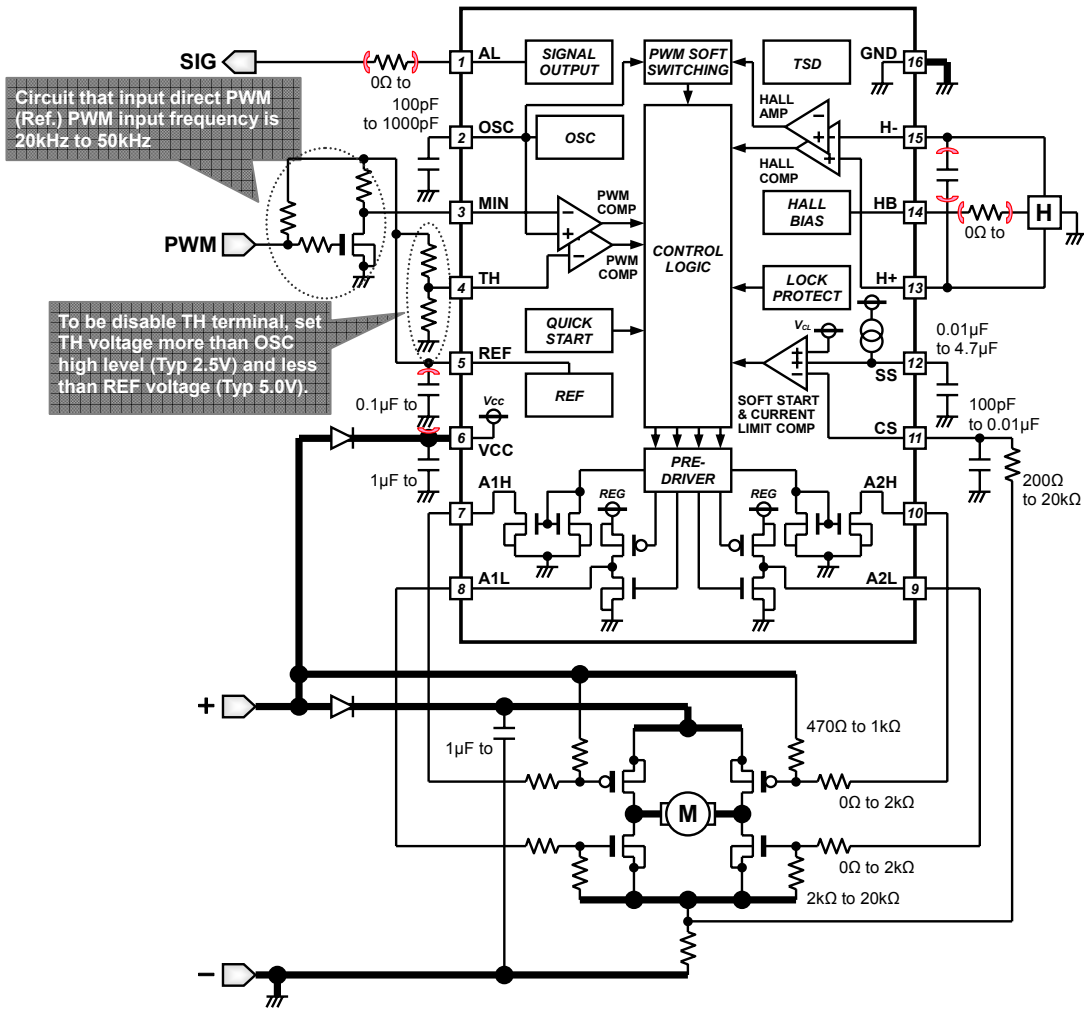 SIG
0Ω to
1
AL
SIGNAL
OUTPUT
PWM SOFT
SWITCHING
TSD
GND
16
Circuit that input direct PWM
(Ref.) PWM input frequency is
20kHz to 50kHz
100pF
to 1000pF
2
OSC
OSC
HALL
AMP
H-
15
HALL
COMP
3
MIN
PWM
COMP
HALL
BIAS
HB
14
0Ω to
H
PWM
PWM
COMP
CONTROL
LOGIC
4
TH
LOCK
PROTECT
H+
13
To be disable TH terminal, set
TH voltage more than OSC
high level (Typ 2.5V) and less
than REF voltage (Typ 5.0V).
QUICK
START
VCL
0.01µF
to 4.7µF
5
REF
REF
SS
12
0.1µF to
SOFT START
& CURRENT
LIMIT COMP
100pF
to 0.01µF
6
Vcc
VCC
CS
11
1µF to
PRE-
DRIVER
200Ω
to 20kΩ
A1H
7
REG
REG
A2H
10
A1L
8
A2L
9
+
1µF to
470Ω to 1kΩ
0Ω to 2kΩ
M
0Ω to 2kΩ
2kΩ to 20kΩ
−